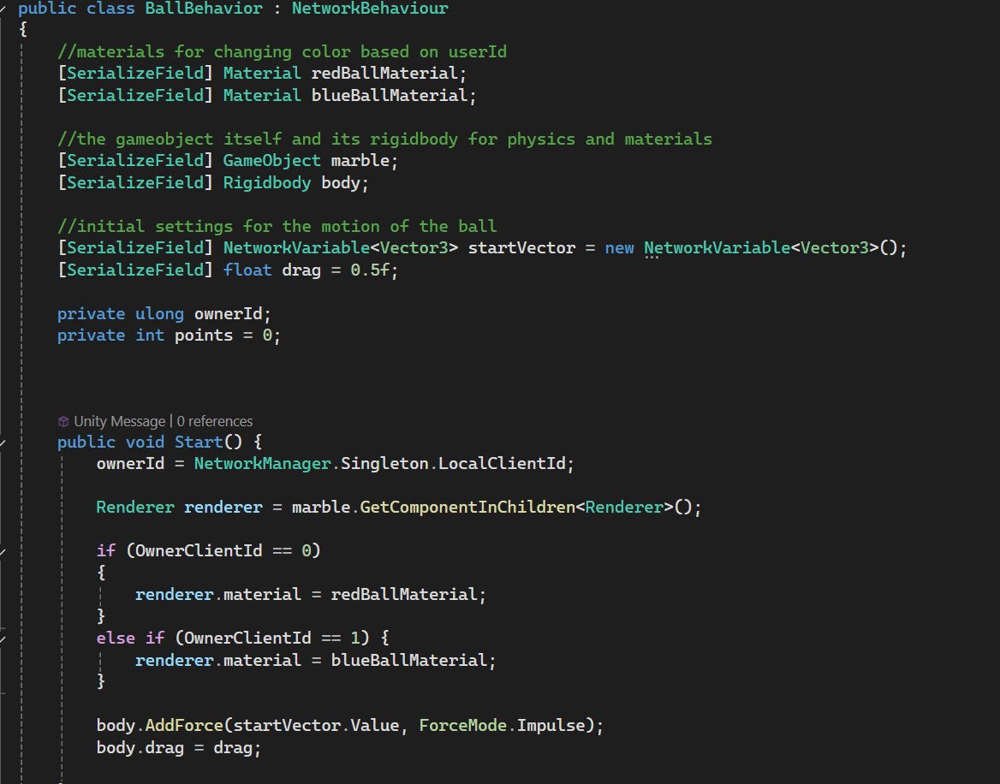 public class BallBehavior : NetworkBehaviour
{
//materials for changing color based on userId
[SerializeField] Material redBallMaterial;
[SerializeField] Material blueBallMaterial;
//the gameobject itself and its rigidbody for physics and materials
[SerializeField] GameObject marble;
[SerializeField] Rigidbody body;
//initial settings for the motion of the ball
[SerializeField] NetworkVariable<Vector3> startVector = new NetworkVariable<Vector3>();
[SerializeField] float drag = 0.5f;
private ulong ownerId;
private int points = 0;
Unity Message | 0 references
public void Start() {
ownerId = NetworkManager.Singleton.LocalClientId;
Renderer renderer = marble.GetComponentInChildren<Renderer>();
if (OwnerClientId == 0)
{
renderer.material = redBallMaterial;
}
else if (OwnerClientId == 1) {
renderer.material = blueBallMaterial;
}
body.AddForce(startVector.Value, ForceMode.Impulse);
body.drag = drag;